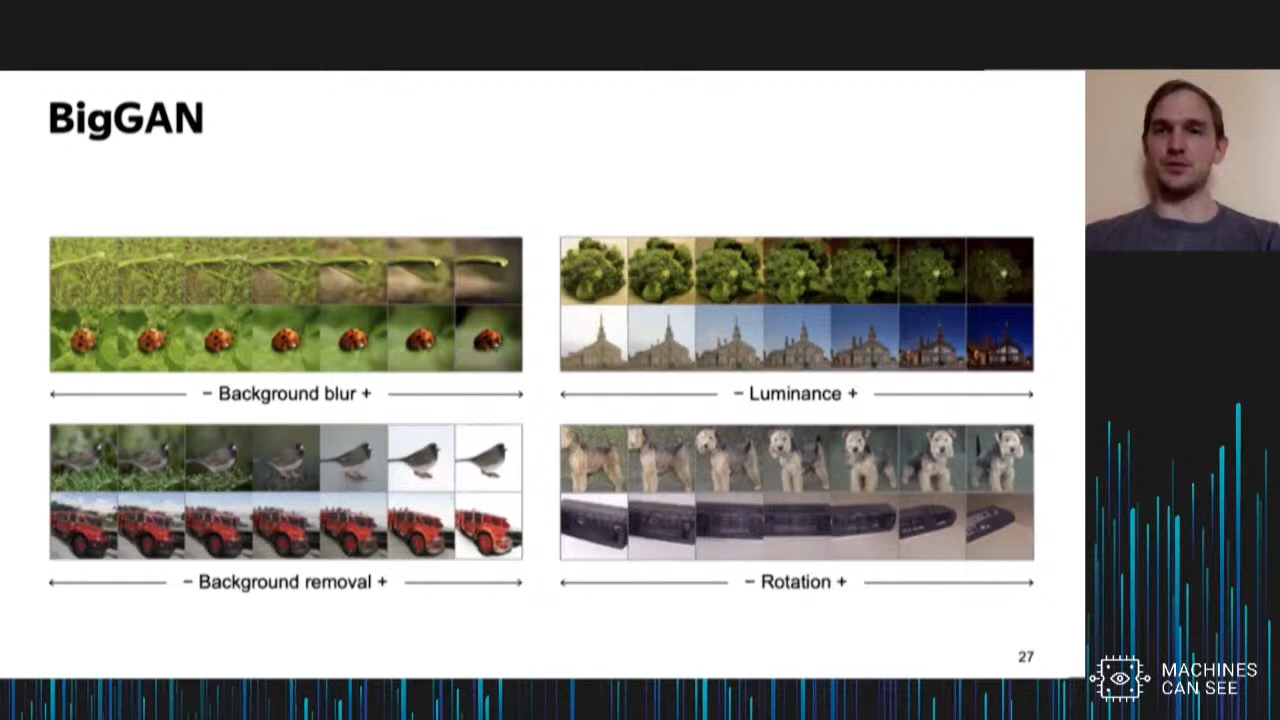 BigGAN
− Background blur +
− Luminance +
− Background removal +
− Rotation +
27
MACHINES
CAN SEE